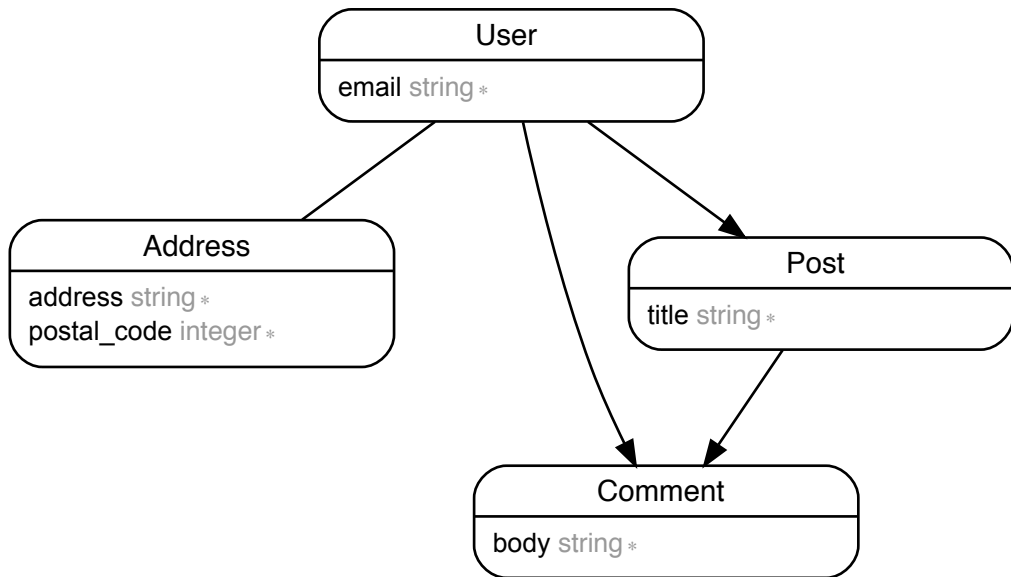 User
email string *
Address
address string *
postal_code integer *
Post
title string *
Comment
body string *